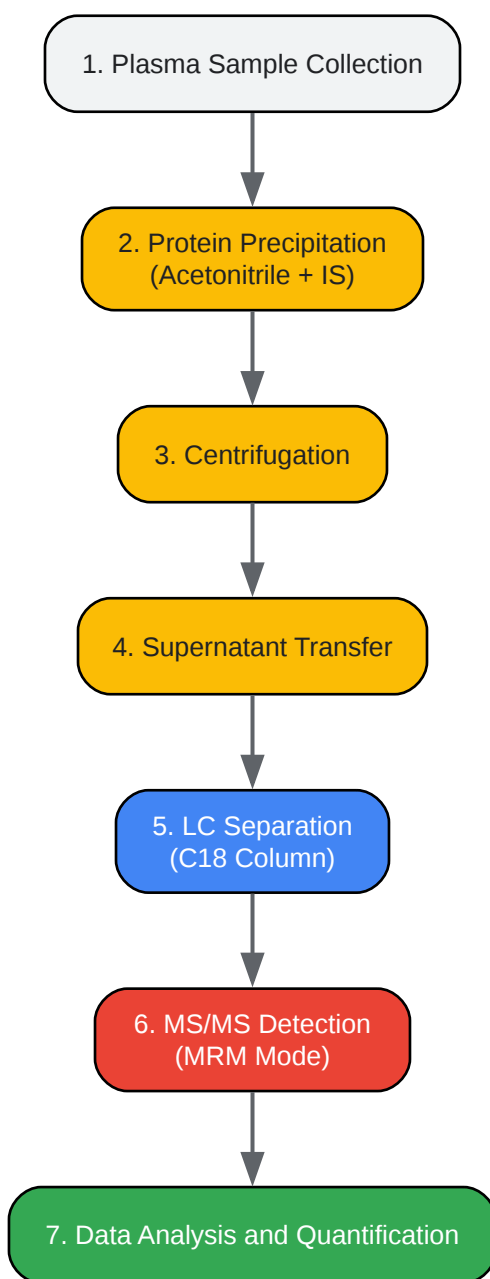 1. Plasma Sample Collection
2. Protein Precipitation
(Acetonitrile + IS)
3. Centrifugation
4. Supernatant Transfer
5. LC Separation
(C18 Column)
6. MS/MS Detection
(MRM Mode)
7. Data Analysis and Quantification